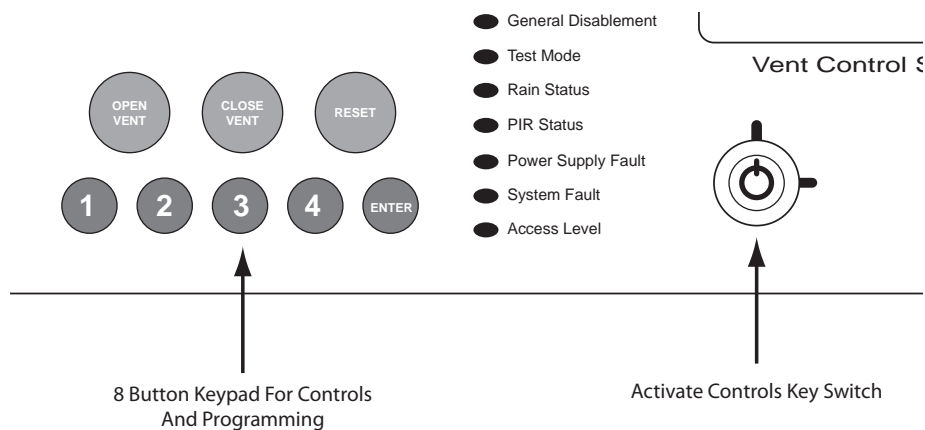 General Disablement
Test Mode
Rain Status
PIR Status
Power Supply Fault
System Fault
Access Level
Vent Control
OPEN
VENT
CLOSE
VENT
RESET
1 2 3 4 ENTER
8 Button Keypad For Controls
And Programming
Activate Controls Key Switch